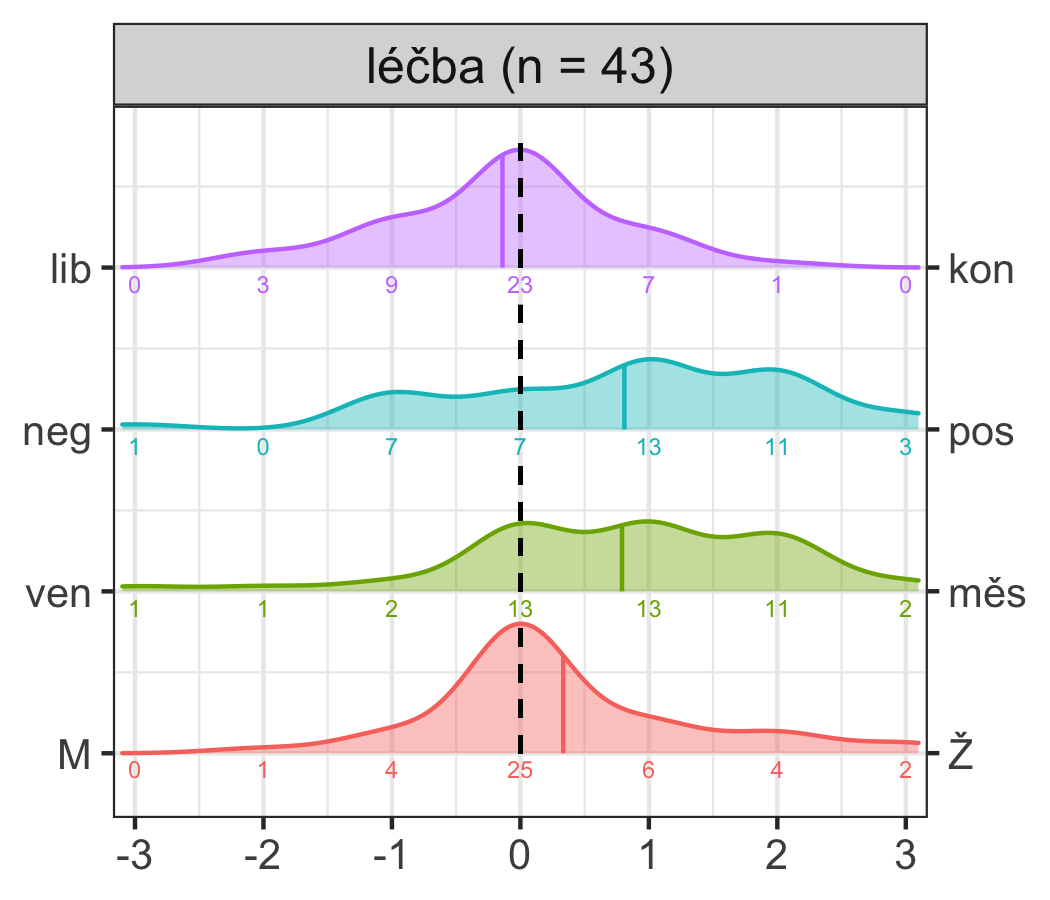 léčba (n = 43)
lib kon
0 3 9 23 7 1 0
neg pos
1 0 7 7 13 11 3
ven měs
1 1 2 13 13 11 2
M Ž
0 1 4 25 6 4 2
-3 -2 -1 0 1 2 3